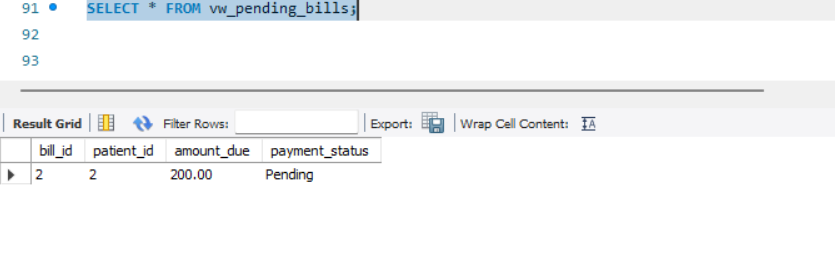 91 SELECT * FROM vw_pending_bills;
92
93
Result Grid Filter Rows: Export: Wrap Cell Content:
bill_id patient_id amount_due payment_status
2 2 200.00 Pending